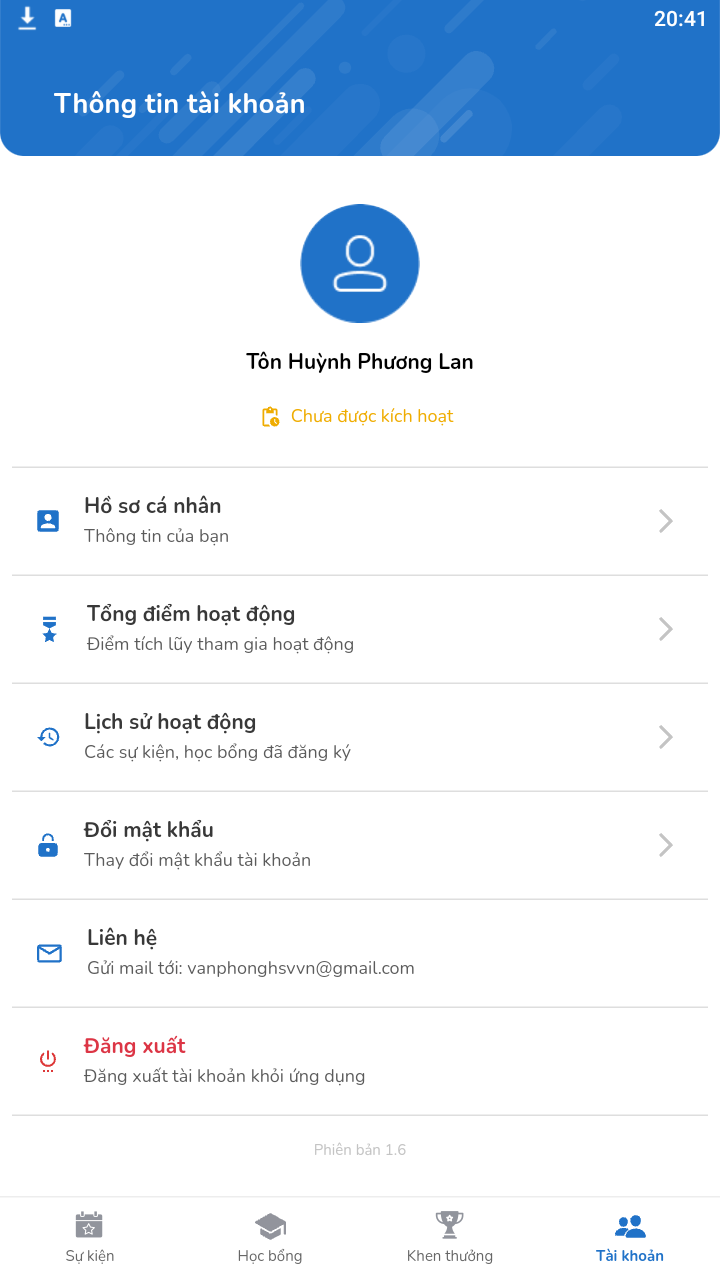 20:41
Thông tin tài khoản
Tôn Huỳnh Phương Lan
Chưa được kích hoạt
Hồ sơ cá nhân
Thông tin của bạn
Tổng điểm hoạt động
Điểm tích lũy tham gia hoạt động
Lịch sử hoạt động
Các sự kiện, học bổng đã đăng ký
Đổi mật khẩu
Thay đổi mật khẩu tài khoản
Liên hệ
Gửi mail tới: vanphonghsvvn@gmail.com
Đăng xuất
Đăng xuất tài khoản khỏi ứng dụng
Phiên bản 1.6
Sự kiện
Học bổng
Khen thưởng
Tài khoản